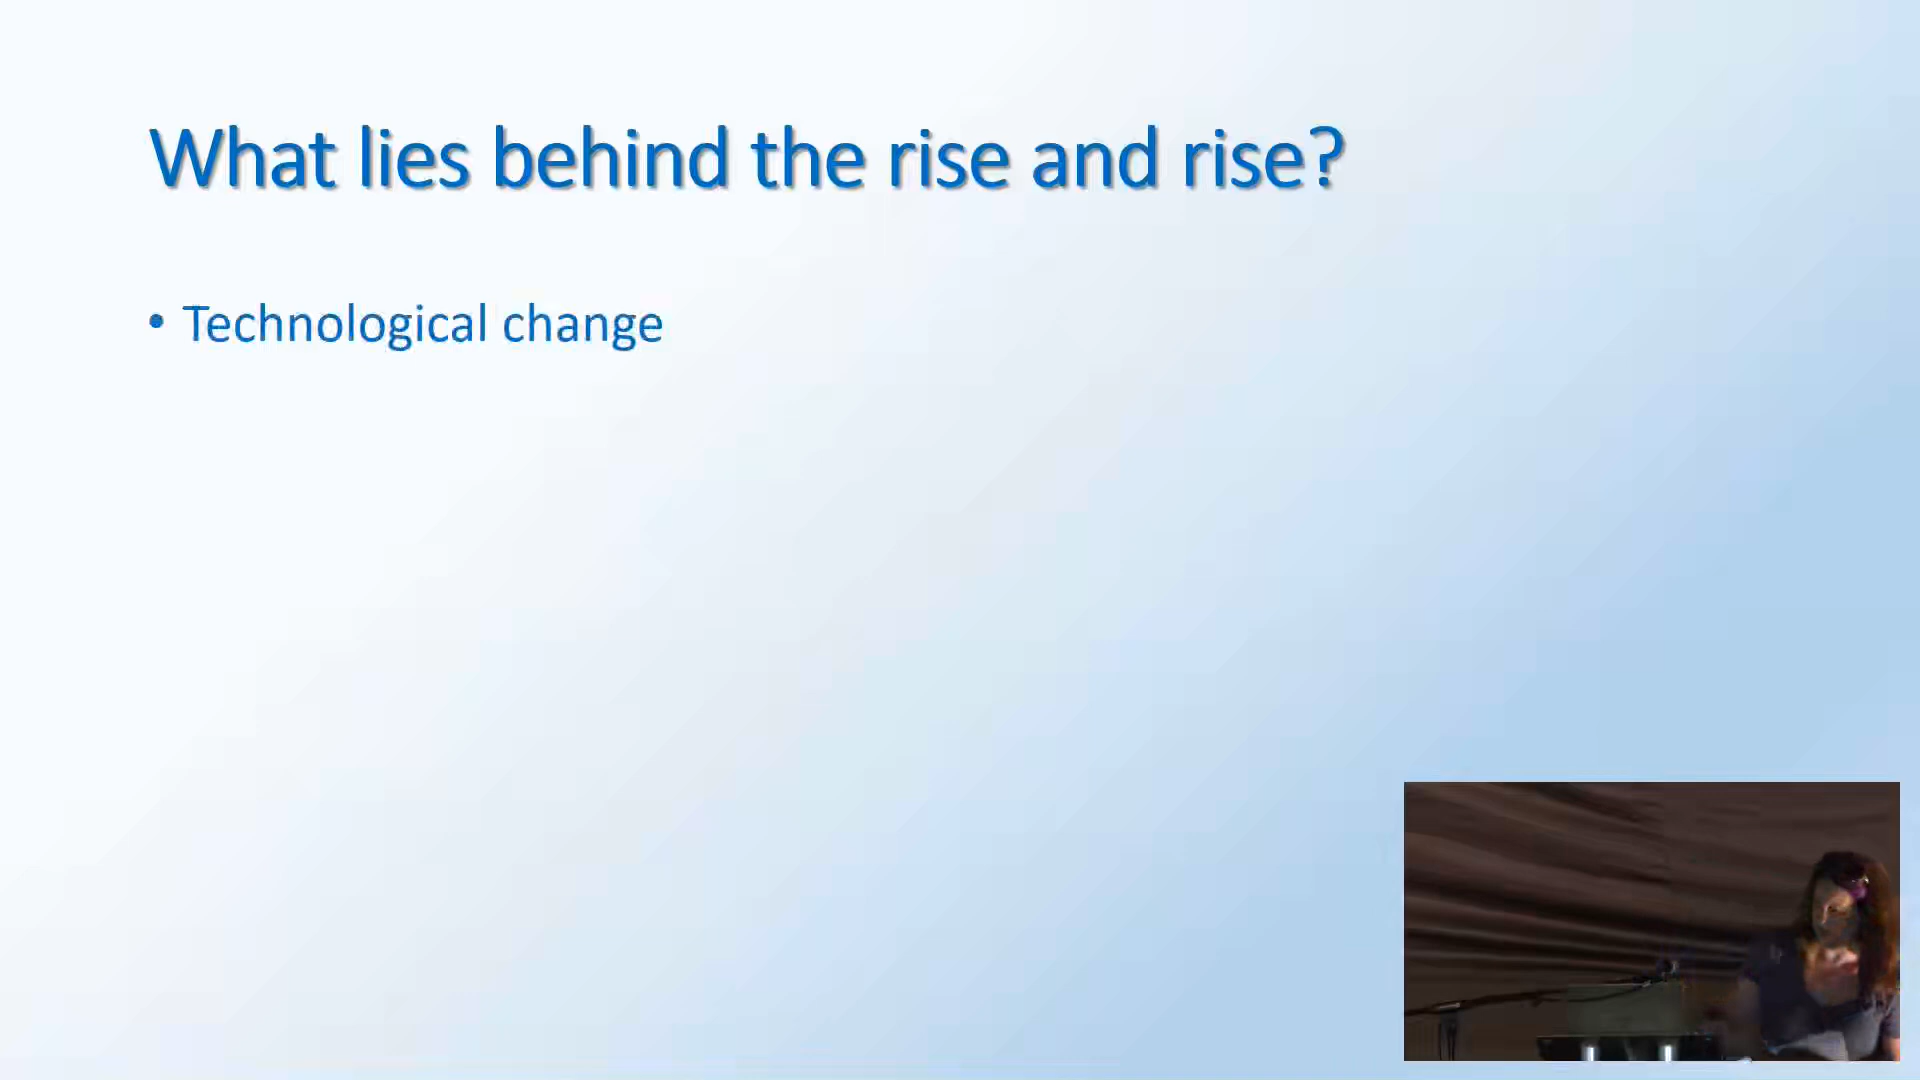 What lies behind the rise and rise?
• Technological change